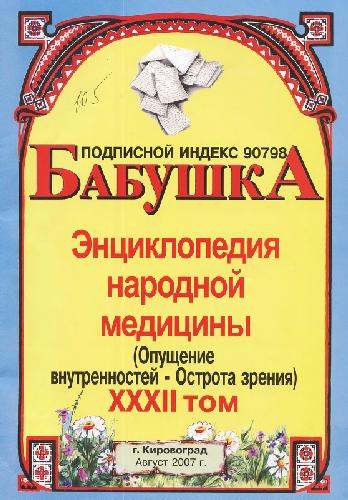 ПОДПИСНОЙ ИНДЕКС 90798
БАБУШКА
Энциклопедия
народной
медицины
(Опущение
внутренностей - Острота зрения)
XXXII том
г. Кировоград
Август 2007 г.